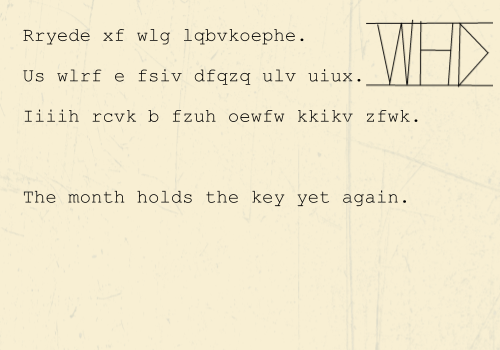 Rryede xf wlg lqbvkoephe.
WHD
Us wlrf e fsiv dfqzq ulv uiux.
Iiiih rcvk b fzuh oewfw kkikv zfwk.
The month holds the key yet again.